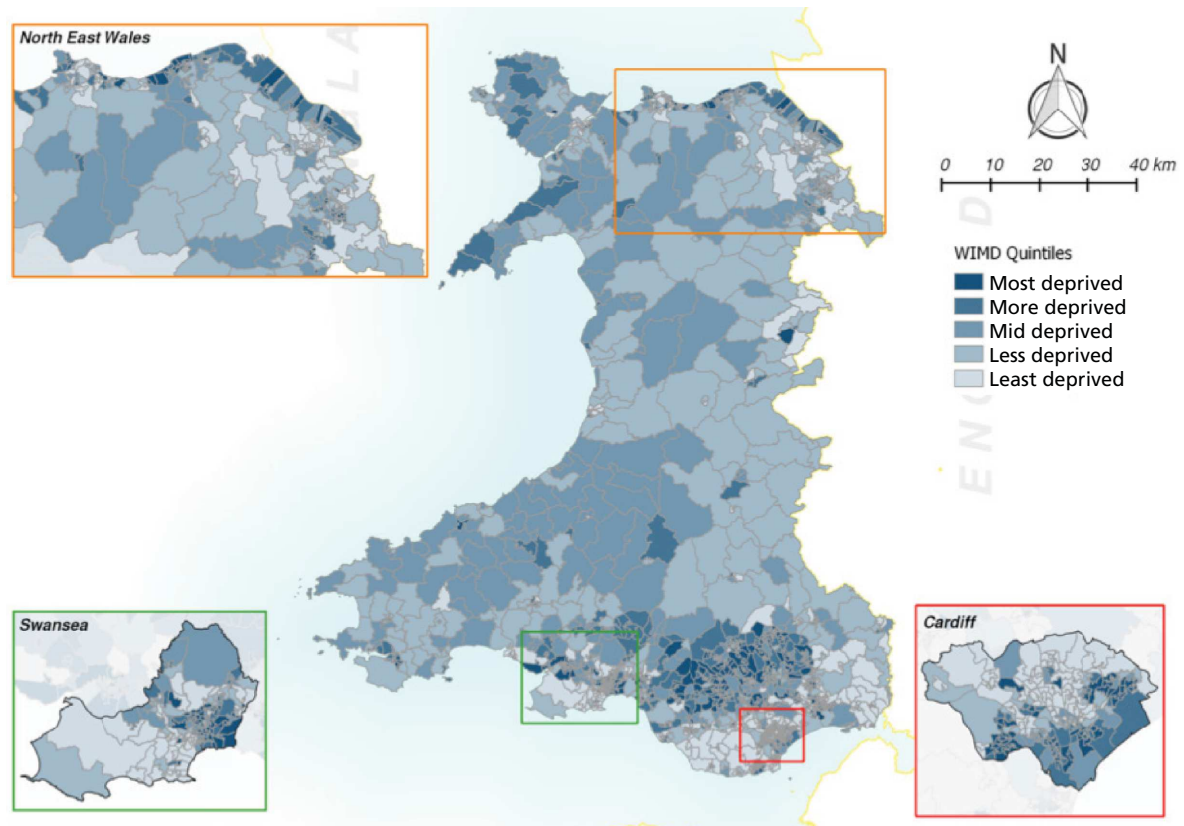 North East Wales
N
0 10 20 30 40 km
WIMD Quintiles
Most deprived
More deprived
Mid deprived
Less deprived
Least deprived
Swansea
Cardiff